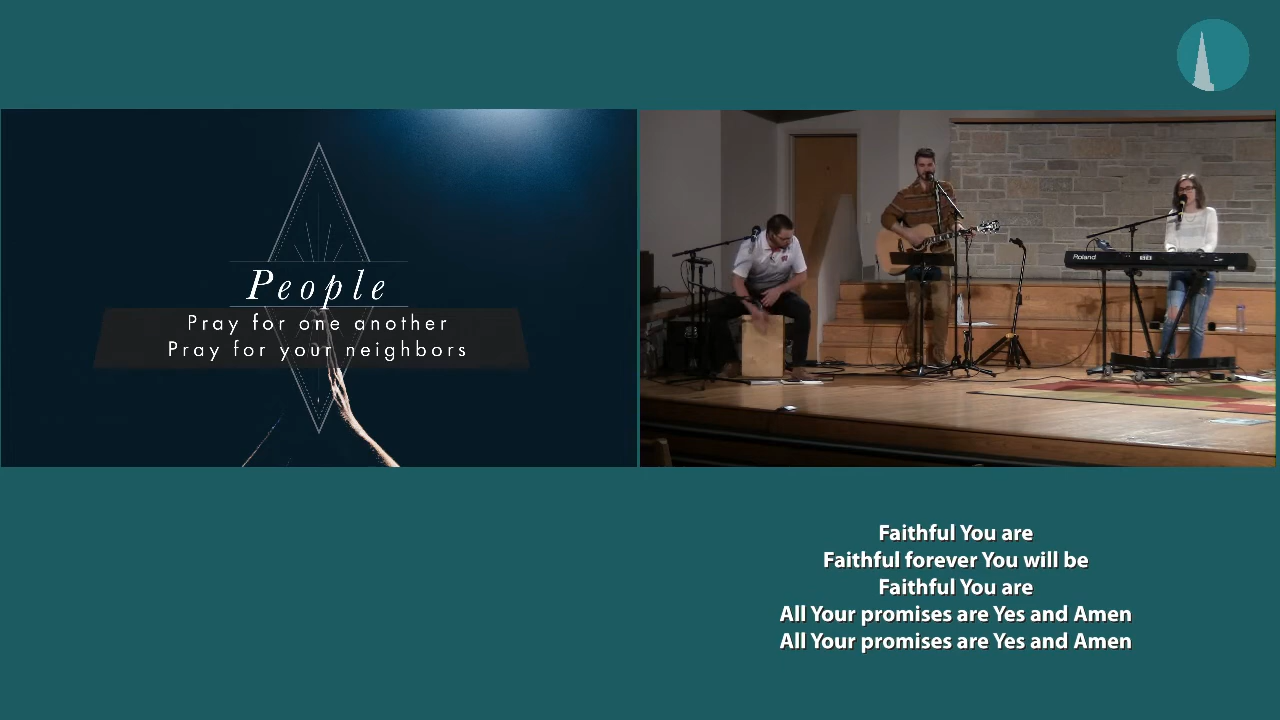 People
Pray for one another
Pray for your neighbors
Roland
Faithful You are
Faithful forever You will be
Faithful You are
All Your promises are Yes and Amen
All Your promises are Yes and Amen